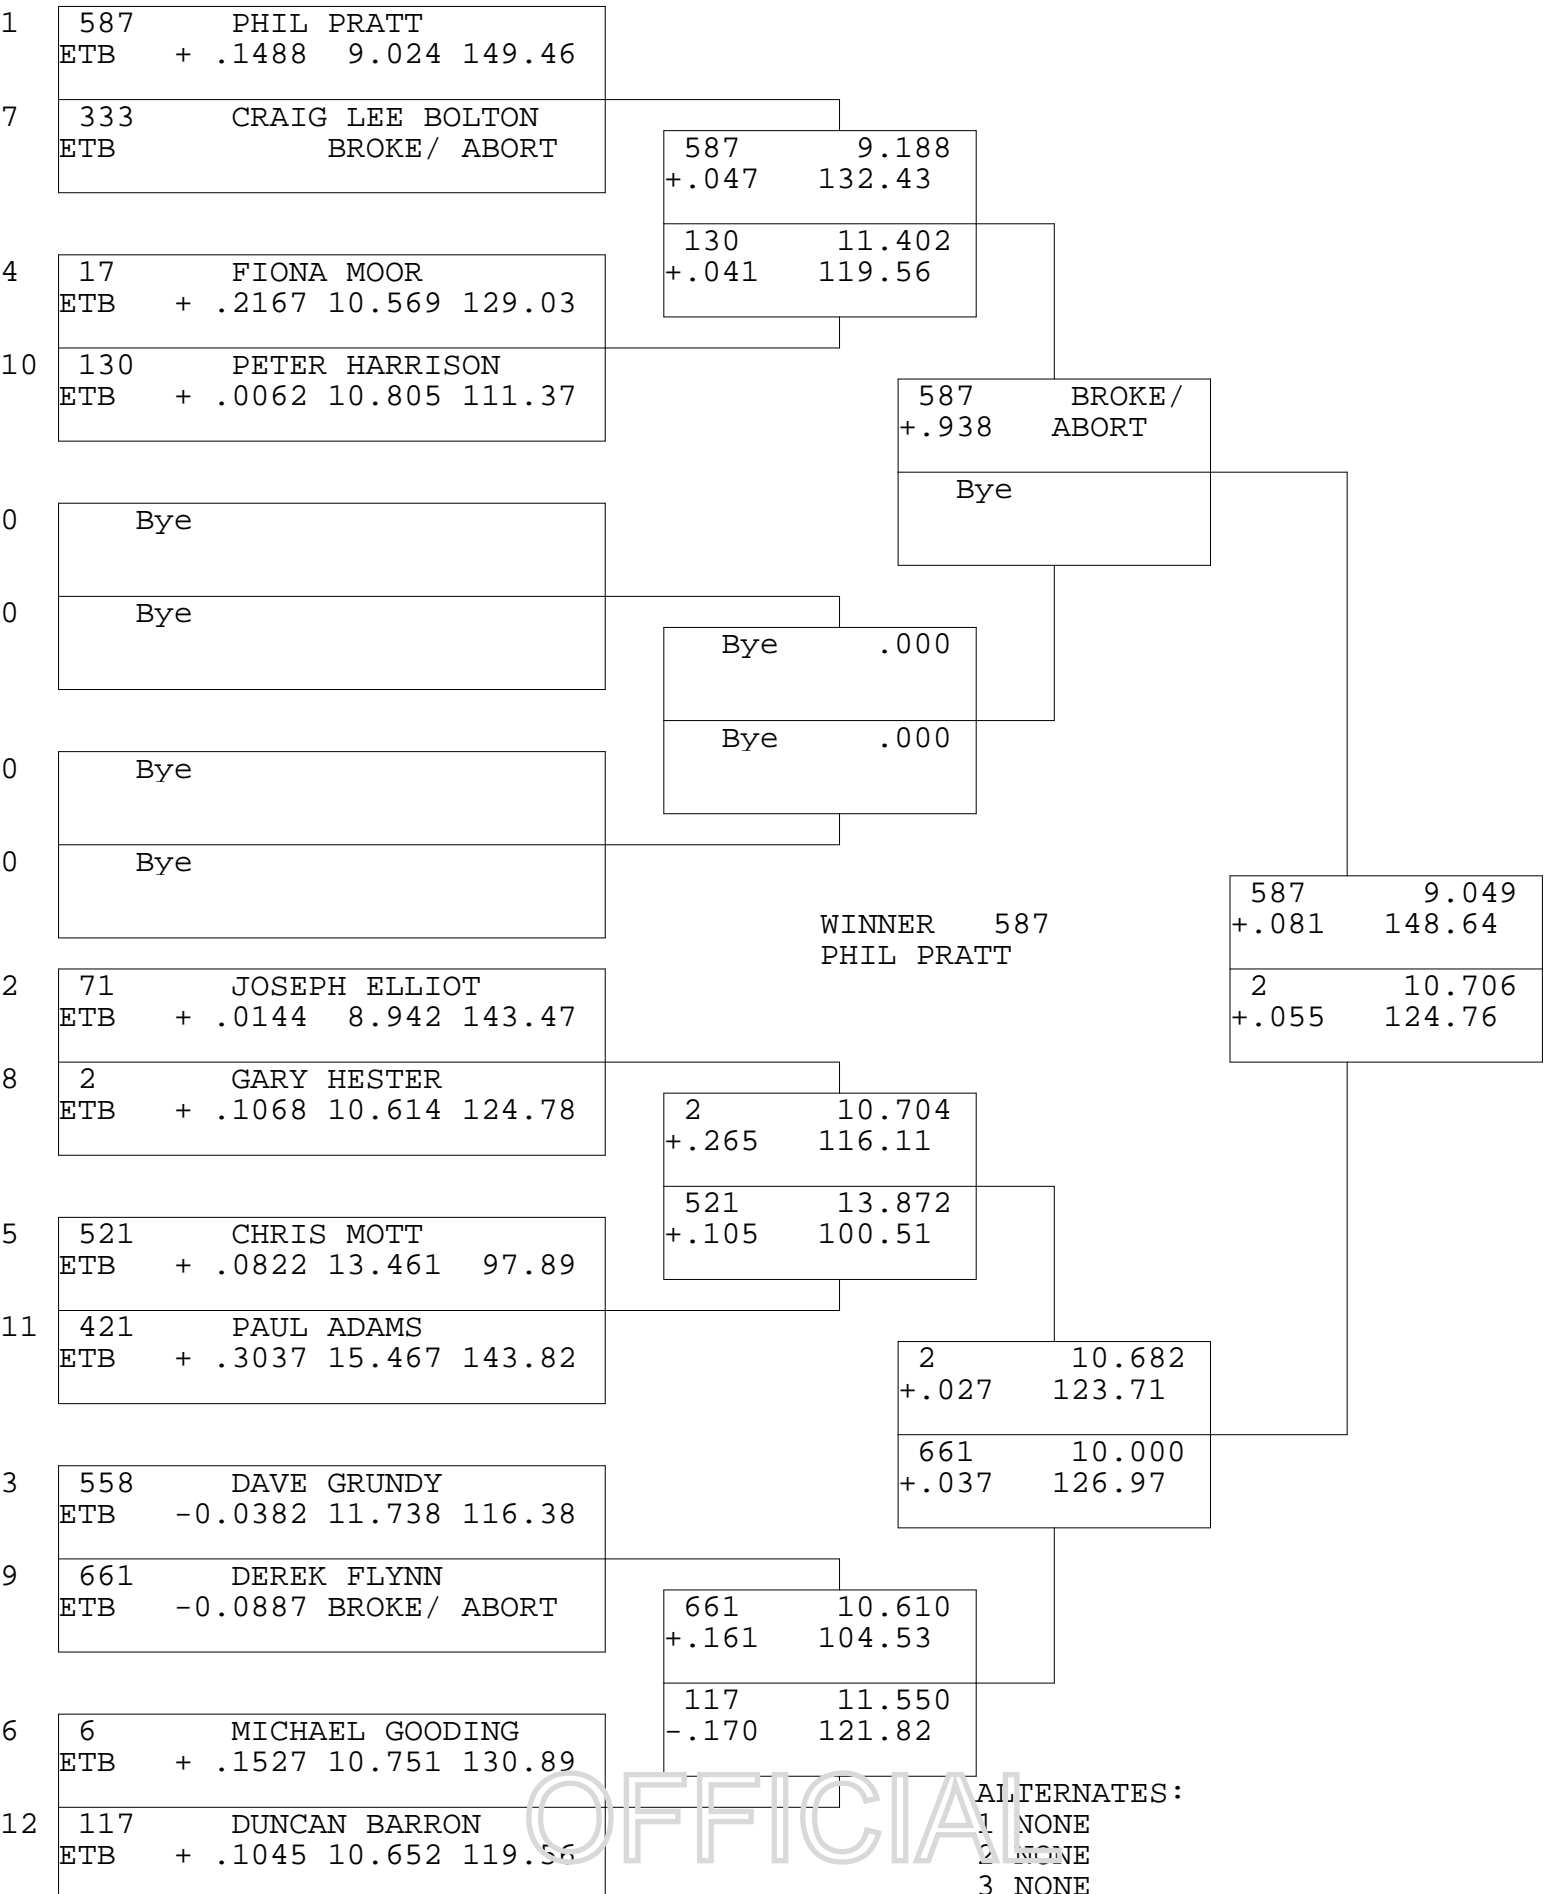 1 587 PHIL PRATT
ETB + .1488 9.024 149.46
7 333 CRAIG LEE BOLTON
ETB BROKE/ ABORT
587 9.188
+.047 132.43
130 11.402
+.041 119.56
4 17 FIONA MOOR
ETB + .2167 10.569 129.03
10 130 PETER HARRISON
ETB + .0062 10.805 111.37
587 BROKE/
+.938 ABORT
Bye
0 Bye
0 Bye
Bye .000
Bye .000
0 Bye
0 Bye
WINNER 587
PHIL PRATT
587 9.049
+.081 148.64
2 10.706
+.055 124.76
2 71 JOSEPH ELLIOT
ETB + .0144 8.942 143.47
8 2 GARY HESTER
ETB + .1068 10.614 124.78
2 10.704
+.265 116.11
521 13.872
+.105 100.51
5 521 CHRIS MOTT
ETB + .0822 13.461 97.89
11 421 PAUL ADAMS
ETB + .3037 15.467 143.82
2 10.682
+.027 123.71
661 10.000
+.037 126.97
3 558 DAVE GRUNDY
ETB -0.0382 11.738 116.38
9 661 DEREK FLYNN
ETB -0.0887 BROKE/ ABORT
661 10.610
+.161 104.53
117 11.550
-.170 121.82
6 6 MICHAEL GOODING
ETB + .1527 10.751 130.89
12 117 DUNCAN BARRON
ETB + .1045 10.652 119.56
OFFICIAL
ALTERNATES:
1 NONE
2 NONE
3 NONE